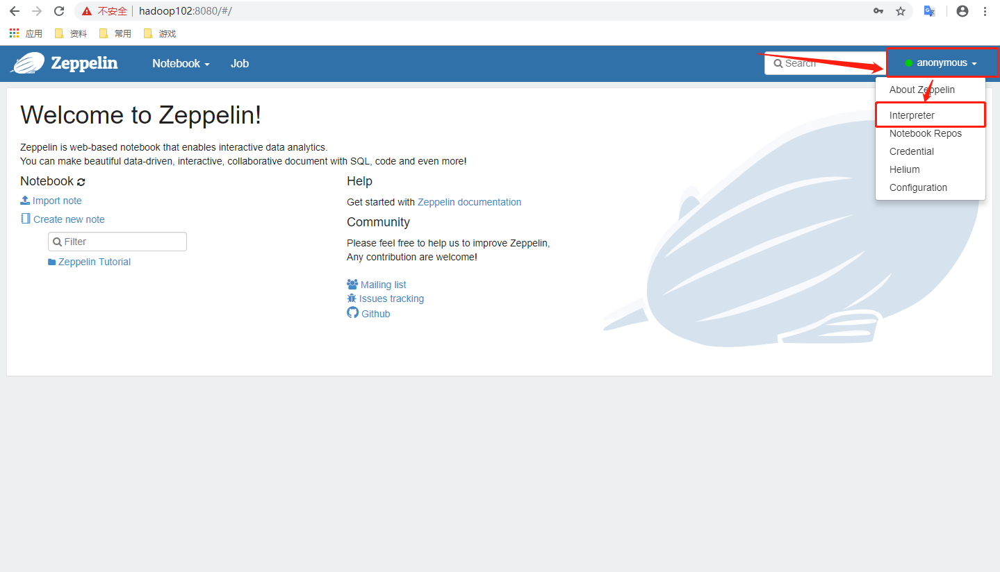 不安全 hadoop102:8080/#/
应用 资料 常用 游戏
Zeppelin Notebook Job Search anonymous
About Zeppelin
Interpreter
Notebook Repos
Credential
Helium
Configuration
Welcome to Zeppelin!
Zeppelin is web-based notebook that enables interactive data analytics.
You can make beautiful data-driven, interactive, collaborative document with SQL, code and even more!
Notebook
Import note
Create new note
Filter
Zeppelin Tutorial
Help
Get started with Zeppelin documentation
Community
Please feel free to help us to improve Zeppelin,
Any contribution are welcome!
Mailing list
Issues tracking
Github